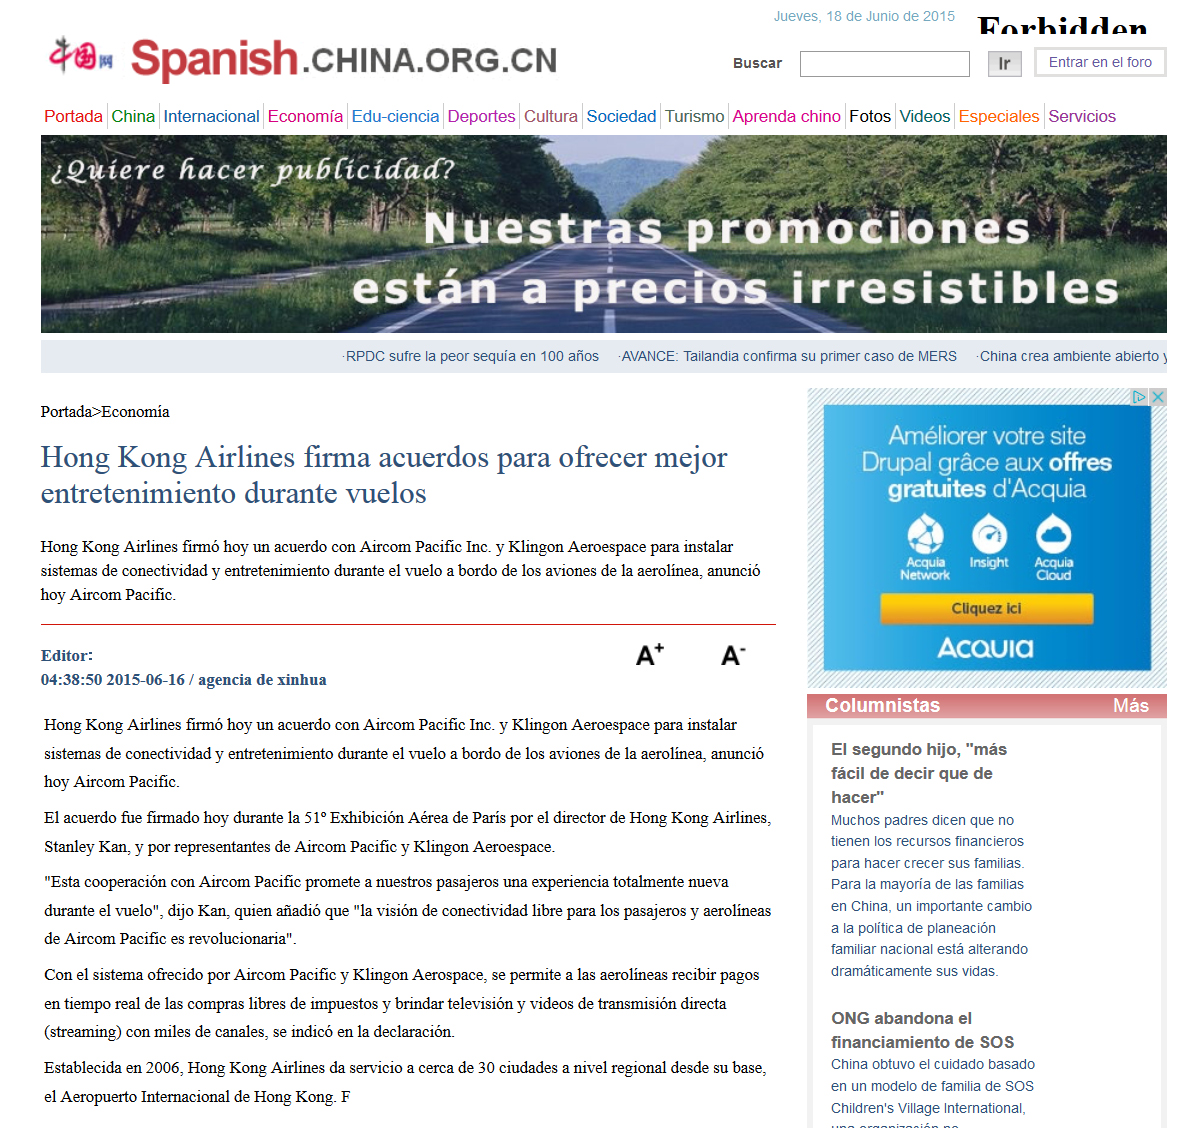 Jueves, 18 de Junio de 2015
Forbidden
中国网 Spanish.CHINA.ORG.CN
Buscar
Ir
Entrar en el foro
Portada China Internacional Economía Edu-ciencia Deportes Cultura Sociedad Turismo Aprenda chino Fotos Videos Especiales Servicios
¿Quiere hacer publicidad?
Nuestras promociones
están a precios irresistibles
·RPDC sufre la peor sequía en 100 años ·AVANCE: Tailandia confirma su primer caso de MERS ·China crea ambiente abierto y
Portada>Economía
Hong Kong Airlines firma acuerdos para ofrecer mejor
entretenimiento durante vuelos
Hong Kong Airlines firmó hoy un acuerdo con Aircom Pacific Inc. y Klingon Aeroespace para instalar
sistemas de conectividad y entretenimiento durante el vuelo a bordo de los aviones de la aerolínea, anunció
hoy Aircom Pacific.
Editor:
04:38:50 2015-06-16 / agencia de xinhua
A+ A-
Hong Kong Airlines firmó hoy un acuerdo con Aircom Pacific Inc. y Klingon Aeroespace para instalar
sistemas de conectividad y entretenimiento durante el vuelo a bordo de los aviones de la aerolínea, anunció
hoy Aircom Pacific.
El acuerdo fue firmado hoy durante la 51º Exhibición Aérea de París por el director de Hong Kong Airlines,
Stanley Kan, y por representantes de Aircom Pacific y Klingon Aeroespace.
"Esta cooperación con Aircom Pacific promete a nuestros pasajeros una experiencia totalmente nueva
durante el vuelo", dijo Kan, quien añadió que "la visión de conectividad libre para los pasajeros y aerolíneas
de Aircom Pacific es revolucionaria".
Con el sistema ofrecido por Aircom Pacific y Klingon Aerospace, se permite a las aerolíneas recibir pagos
en tiempo real de las compras libres de impuestos y brindar televisión y videos de transmisión directa
(streaming) con miles de canales, se indicó en la declaración.
Establecida en 2006, Hong Kong Airlines da servicio a cerca de 30 ciudades a nivel regional desde su base,
el Aeropuerto Internacional de Hong Kong. F
Améliorer votre site
Drupal grâce aux offres
gratuites d'Acquia
Acquia Network
Insight
Acquia Cloud
Cliquez ici
ACQUIA
Columnistas Más
El segundo hijo, "más
fácil de decir que de
hacer"
Muchos padres dicen que no
tienen los recursos financieros
para hacer crecer sus familias.
Para la mayoría de las familias
en China, un importante cambio
a la política de planeación
familiar nacional está alterando
dramáticamente sus vidas.
ONG abandona el
financiamiento de SOS
China obtuvo el cuidado basado
en un modelo de familia de SOS
Children's Village International,
una organización no